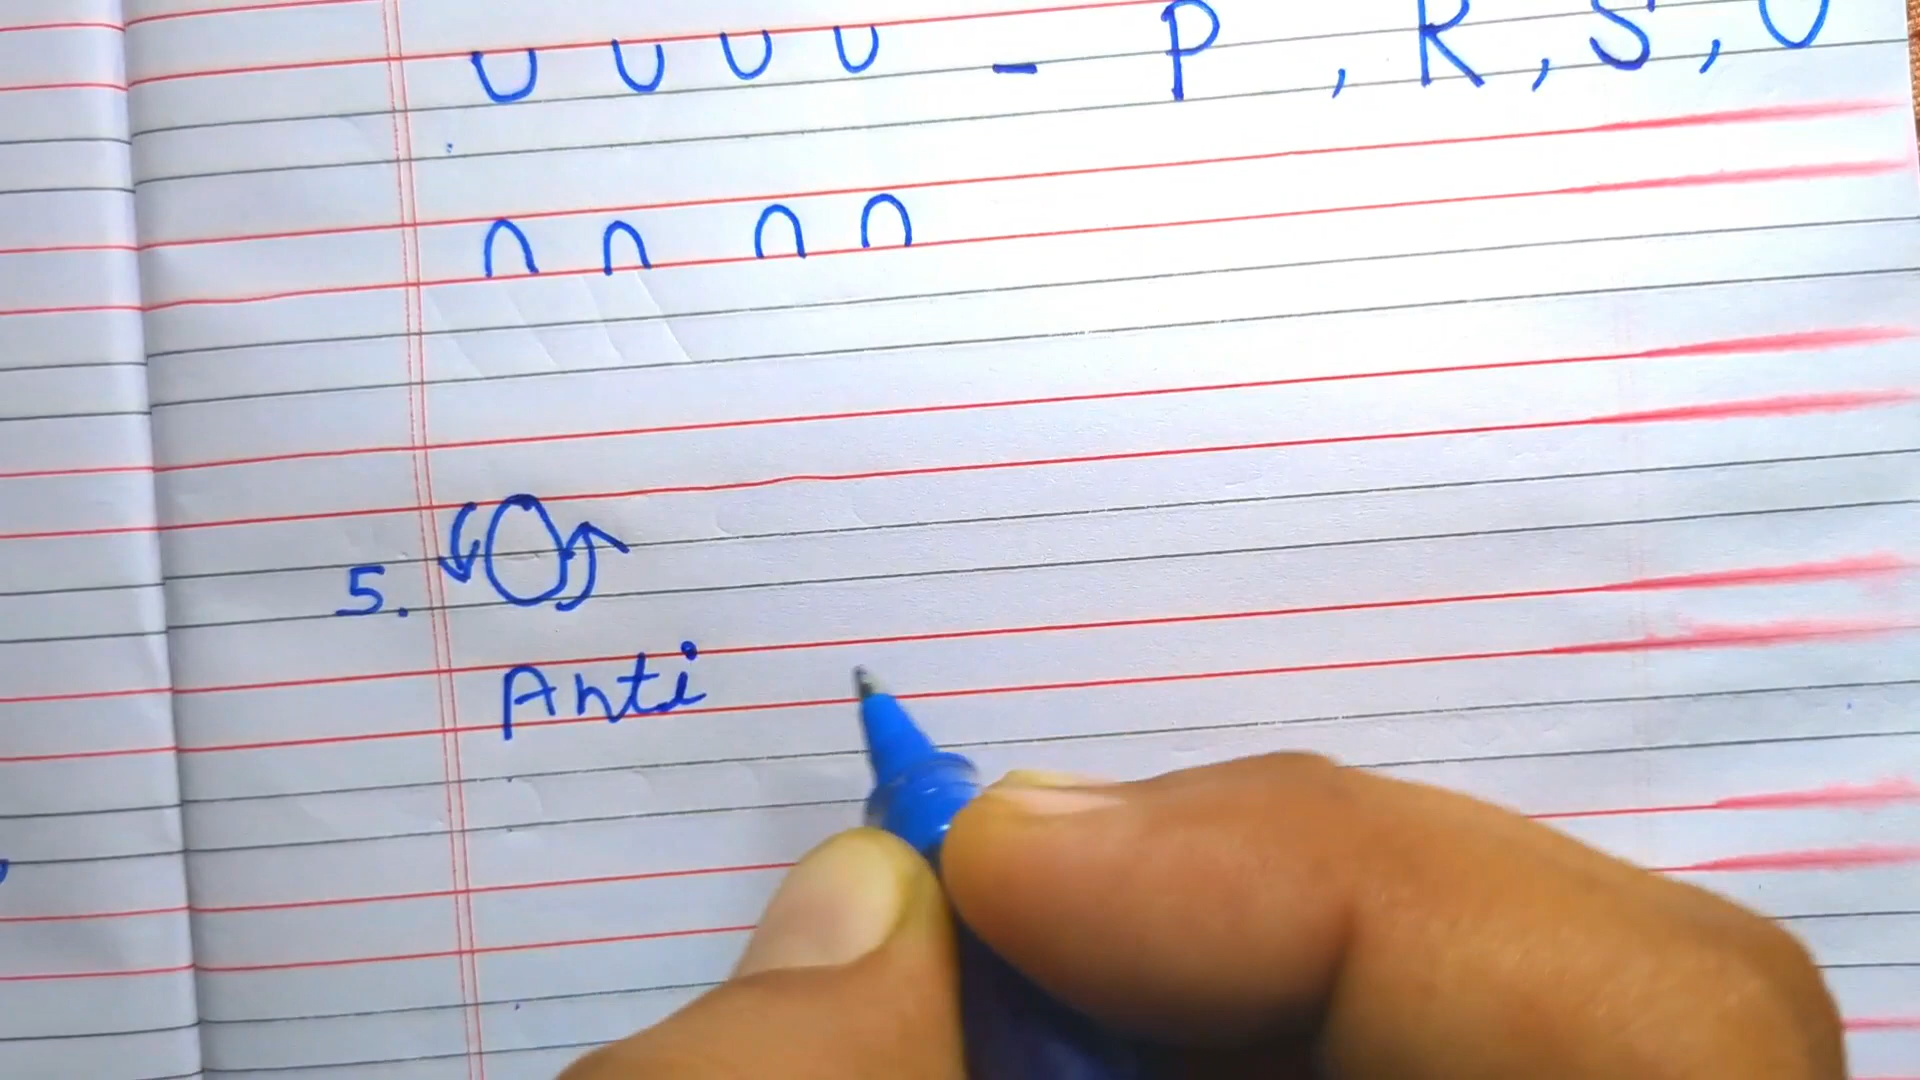 ∪ ∪ ∪ ∪ - P , R , S , U
∩ ∩ ∩ ∩
5.
Anti